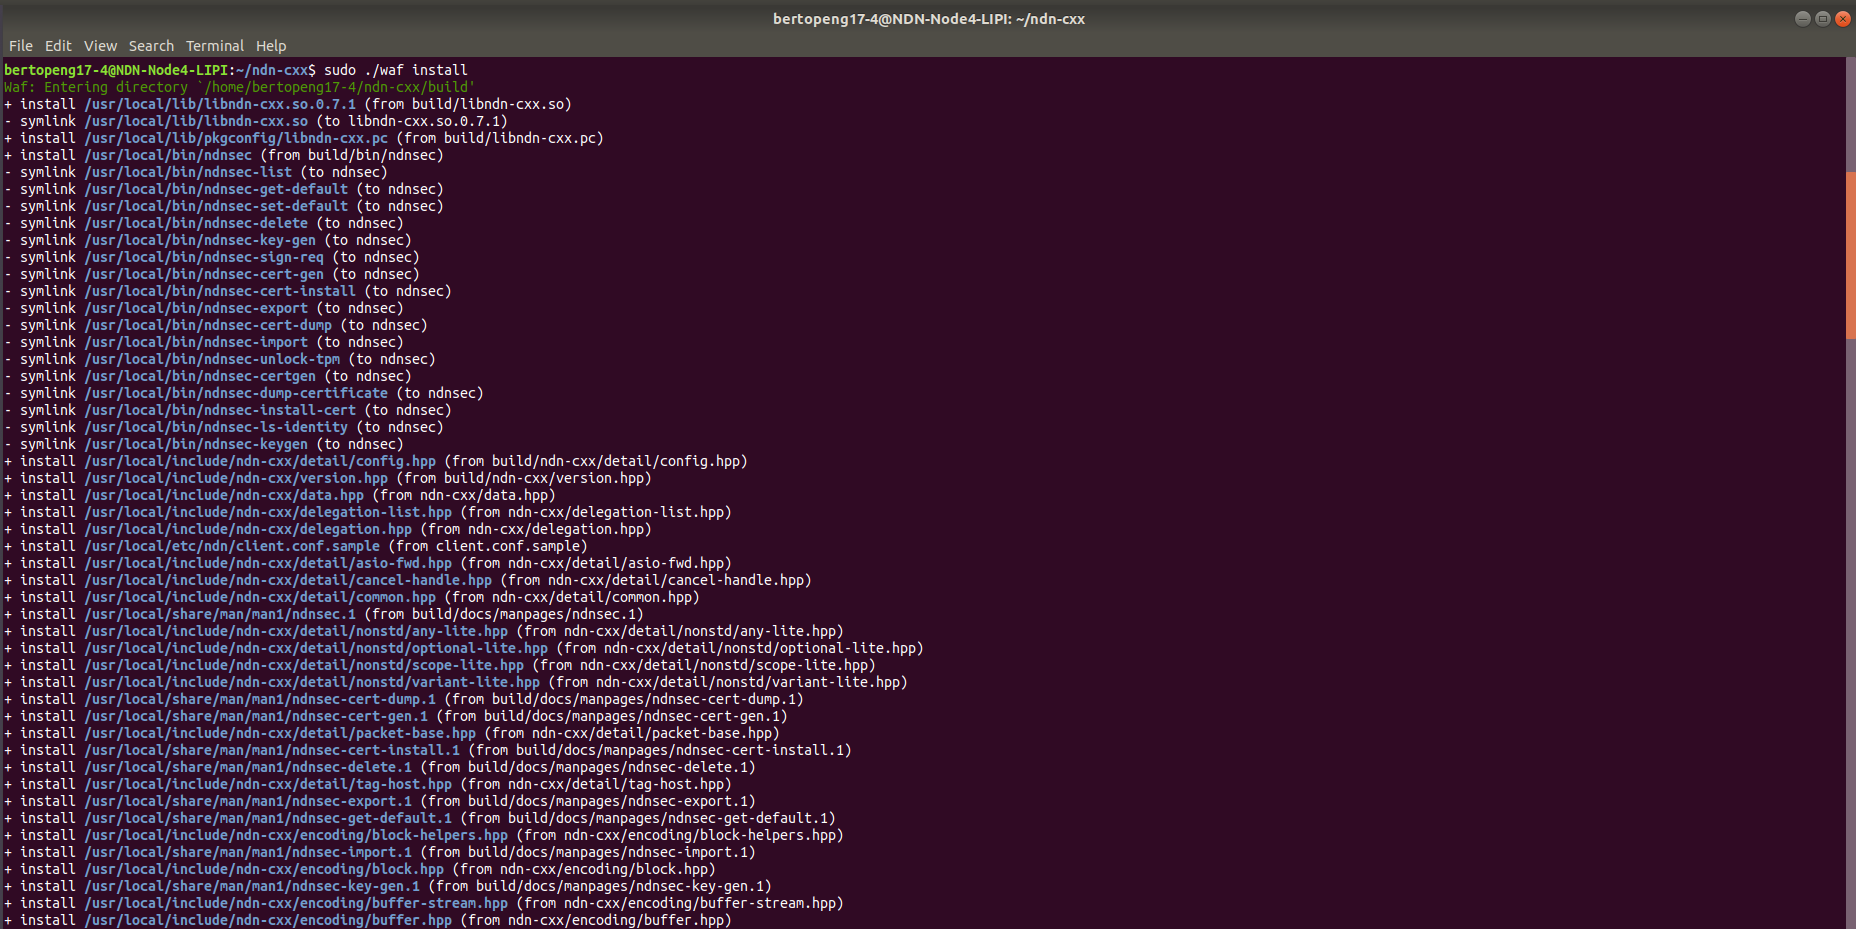 bertopeng17-4@NDN-Node4-LIPI: ~/ndn-cxx
File Edit View Search Terminal Help
bertopeng17-4@NDN-Node4-LIPI:~/ndn-cxx$ sudo ./waf install
Waf: Entering directory `/home/bertopeng17-4/ndn-cxx/build'
+ install /usr/local/lib/libndn-cxx.so.0.7.1 (from build/libndn-cxx.so)
- symlink /usr/local/lib/libndn-cxx.so (to libndn-cxx.so.0.7.1)
+ install /usr/local/lib/pkgconfig/libndn-cxx.pc (from build/libndn-cxx.pc)
+ install /usr/local/bin/ndnsec (from build/bin/ndnsec)
- symlink /usr/local/bin/ndnsec-list (to ndnsec)
- symlink /usr/local/bin/ndnsec-get-default (to ndnsec)
- symlink /usr/local/bin/ndnsec-set-default (to ndnsec)
- symlink /usr/local/bin/ndnsec-delete (to ndnsec)
- symlink /usr/local/bin/ndnsec-key-gen (to ndnsec)
- symlink /usr/local/bin/ndnsec-sign-req (to ndnsec)
- symlink /usr/local/bin/ndnsec-cert-gen (to ndnsec)
- symlink /usr/local/bin/ndnsec-cert-install (to ndnsec)
- symlink /usr/local/bin/ndnsec-export (to ndnsec)
- symlink /usr/local/bin/ndnsec-cert-dump (to ndnsec)
- symlink /usr/local/bin/ndnsec-import (to ndnsec)
- symlink /usr/local/bin/ndnsec-unlock-tpm (to ndnsec)
- symlink /usr/local/bin/ndnsec-certgen (to ndnsec)
- symlink /usr/local/bin/ndnsec-dump-certificate (to ndnsec)
- symlink /usr/local/bin/ndnsec-install-cert (to ndnsec)
- symlink /usr/local/bin/ndnsec-ls-identity (to ndnsec)
- symlink /usr/local/bin/ndnsec-keygen (to ndnsec)
+ install /usr/local/include/ndn-cxx/detail/config.hpp (from build/ndn-cxx/detail/config.hpp)
+ install /usr/local/include/ndn-cxx/version.hpp (from build/ndn-cxx/version.hpp)
+ install /usr/local/include/ndn-cxx/data.hpp (from ndn-cxx/data.hpp)
+ install /usr/local/include/ndn-cxx/delegation-list.hpp (from ndn-cxx/delegation-list.hpp)
+ install /usr/local/include/ndn-cxx/delegation.hpp (from ndn-cxx/delegation.hpp)
+ install /usr/local/etc/ndn/client.conf.sample (from client.conf.sample)
+ install /usr/local/include/ndn-cxx/detail/asio-fwd.hpp (from ndn-cxx/detail/asio-fwd.hpp)
+ install /usr/local/include/ndn-cxx/detail/cancel-handle.hpp (from ndn-cxx/detail/cancel-handle.hpp)
+ install /usr/local/include/ndn-cxx/detail/common.hpp (from ndn-cxx/detail/common.hpp)
+ install /usr/local/share/man/man1/ndnsec.1 (from build/docs/manpages/ndnsec.1)
+ install /usr/local/include/ndn-cxx/detail/nonstd/any-lite.hpp (from ndn-cxx/detail/nonstd/any-lite.hpp)
+ install /usr/local/include/ndn-cxx/detail/nonstd/optional-lite.hpp (from ndn-cxx/detail/nonstd/optional-lite.hpp)
+ install /usr/local/include/ndn-cxx/detail/nonstd/scope-lite.hpp (from ndn-cxx/detail/nonstd/scope-lite.hpp)
+ install /usr/local/include/ndn-cxx/detail/nonstd/variant-lite.hpp (from ndn-cxx/detail/nonstd/variant-lite.hpp)
+ install /usr/local/share/man/man1/ndnsec-cert-dump.1 (from build/docs/manpages/ndnsec-cert-dump.1)
+ install /usr/local/share/man/man1/ndnsec-cert-gen.1 (from build/docs/manpages/ndnsec-cert-gen.1)
+ install /usr/local/include/ndn-cxx/detail/packet-base.hpp (from ndn-cxx/detail/packet-base.hpp)
+ install /usr/local/share/man/man1/ndnsec-cert-install.1 (from build/docs/manpages/ndnsec-cert-install.1)
+ install /usr/local/share/man/man1/ndnsec-delete.1 (from build/docs/manpages/ndnsec-delete.1)
+ install /usr/local/include/ndn-cxx/detail/tag-host.hpp (from ndn-cxx/detail/tag-host.hpp)
+ install /usr/local/share/man/man1/ndnsec-export.1 (from build/docs/manpages/ndnsec-export.1)
+ install /usr/local/share/man/man1/ndnsec-get-default.1 (from build/docs/manpages/ndnsec-get-default.1)
+ install /usr/local/include/ndn-cxx/encoding/block-helpers.hpp (from ndn-cxx/encoding/block-helpers.hpp)
+ install /usr/local/share/man/man1/ndnsec-import.1 (from build/docs/manpages/ndnsec-import.1)
+ install /usr/local/include/ndn-cxx/encoding/block.hpp (from ndn-cxx/encoding/block.hpp)
+ install /usr/local/share/man/man1/ndnsec-key-gen.1 (from build/docs/manpages/ndnsec-key-gen.1)
+ install /usr/local/include/ndn-cxx/encoding/buffer-stream.hpp (from ndn-cxx/encoding/buffer-stream.hpp)
+ install /usr/local/include/ndn-cxx/encoding/buffer.hpp (from ndn-cxx/encoding/buffer.hpp)